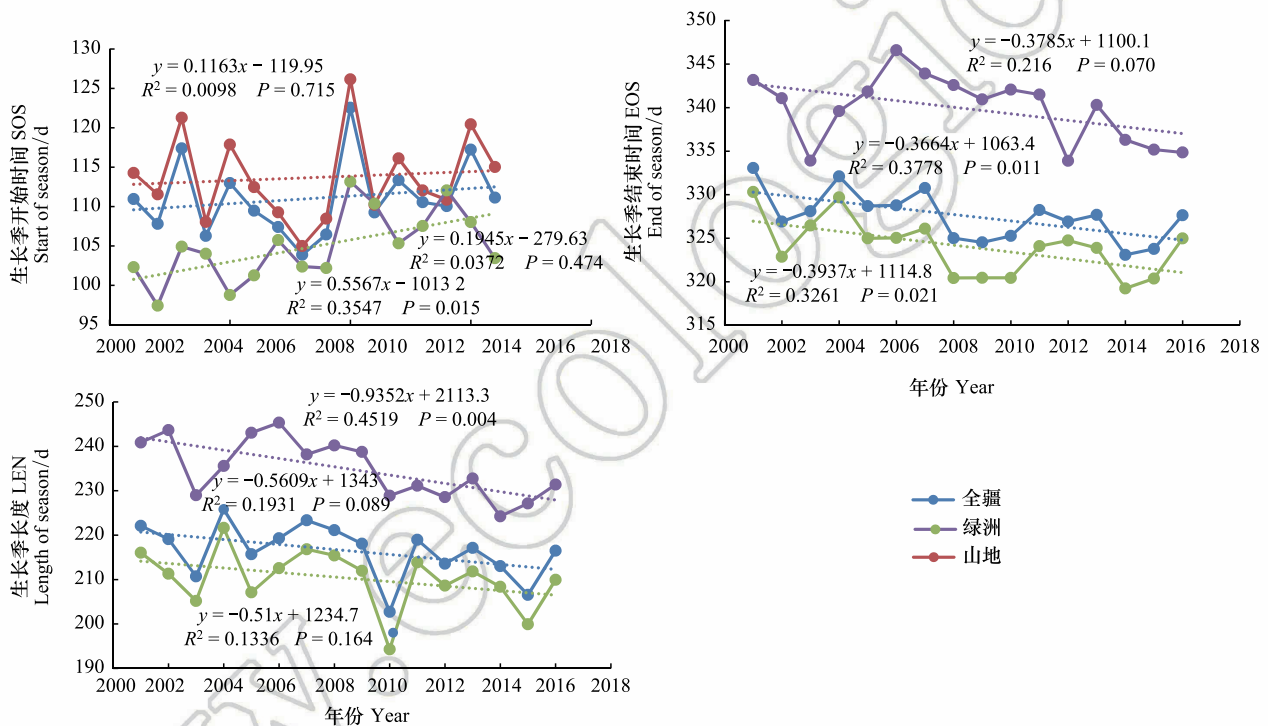 生长季开始时间 SOS
Start of season/d
130
125
120
115
110
105
100
95
y = 0.1163x − 119.95
R² = 0.0098 P = 0.715
y = 0.1945x − 279.63
R² = 0.0372 P = 0.474
y = 0.5567x − 1013 2
R² = 0.3547 P = 0.015
2000 2002 2004 2006 2008 2010 2012 2014 2016 2018
生长季结束时间 EOS
End of season/d
350
345
340
335
330
325
320
315
y = −0.3785x + 1100.1
R² = 0.216 P = 0.070
y = −0.3664x + 1063.4
R² = 0.3778 P = 0.011
y = −0.3937x + 1114.8
R² = 0.3261 P = 0.021
2000 2002 2004 2006 2008 2010 2012 2014 2016 2018
年份 Year
生长季长度 LEN
Length of season/d
250
240
230
220
210
200
190
y = −0.9352x + 2113.3
R² = 0.4519 P = 0.004
y = −0.5609x + 1343
R² = 0.1931 P = 0.089
y = −0.51x + 1234.7
R² = 0.1336 P = 0.164
2000 2002 2004 2006 2008 2010 2012 2014 2016 2018
年份 Year
全疆
绿洲
山地